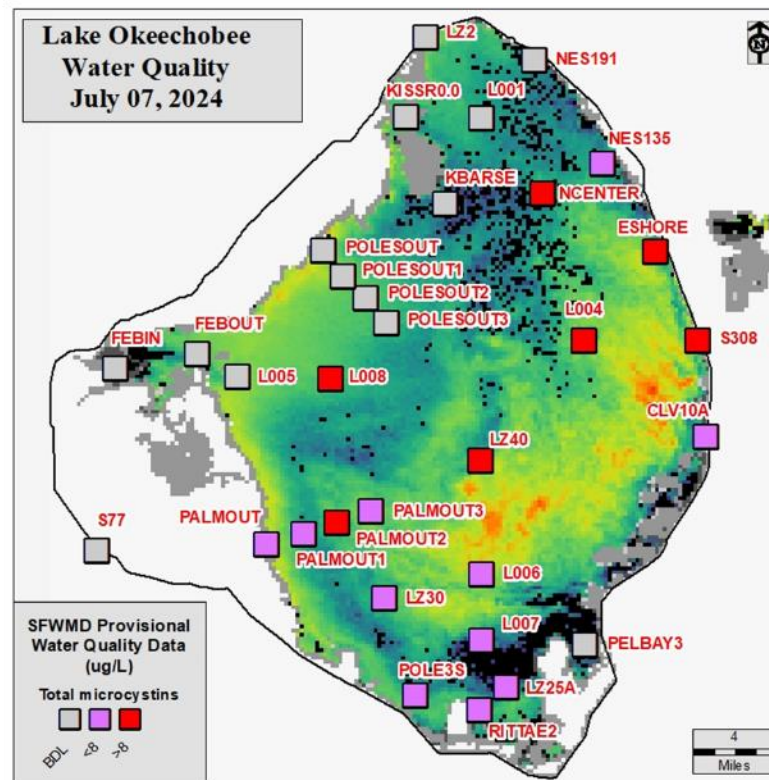 Lake Okeechobee
Water Quality
July 07, 2024
N
LZ2
NES191
KISSR0.0
L001
NES135
KBARSE
NCENTER
ESHORE
POLESOUT
POLESOUT1
POLESOUT2
POLESOUT3
L004
S308
FEBIN
FEBOUT
L005
L008
CLV10A
LZ40
PALMOUT3
PALMOUT
PALMOUT2
S77
PALMOUT1
L006
LZ30
L007
PELBAY3
POLE3S
LZ25A
RITTAE2
SFWMD Provisional
Water Quality Data
(ug/L)
Total microcystins
BDL <8 >8
4
Miles